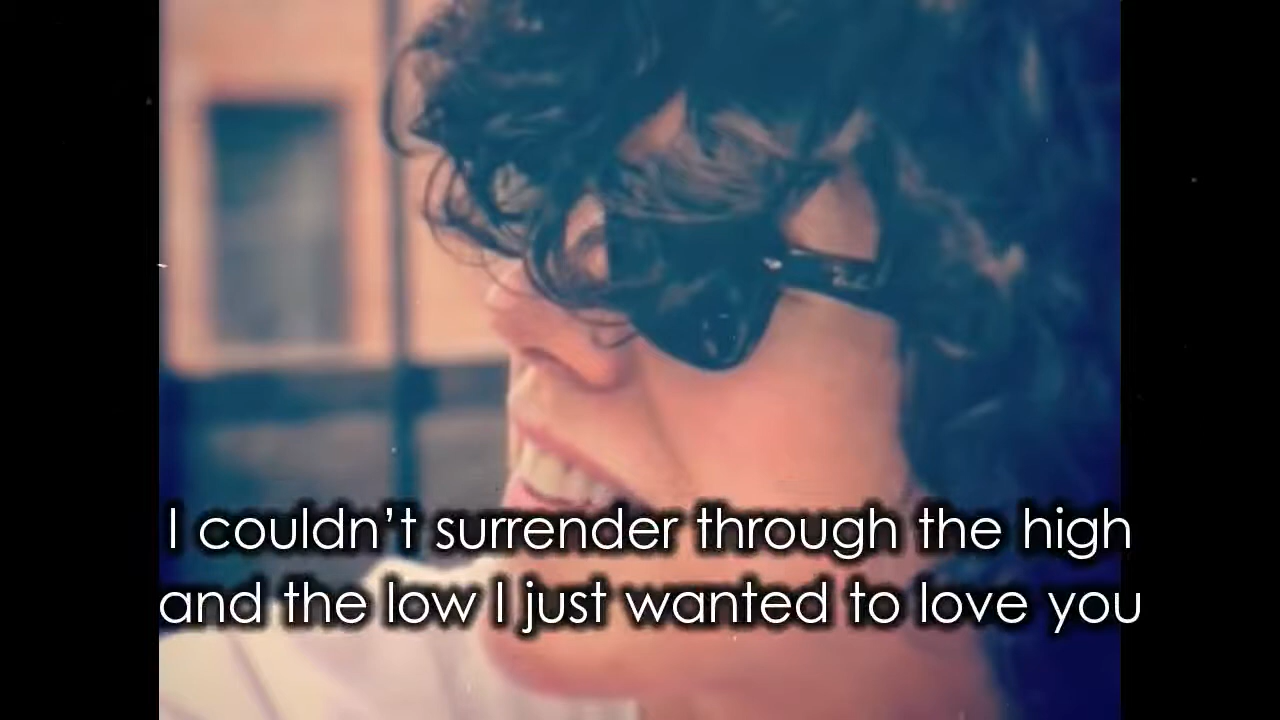 I couldn’t surrender through the high
and the low I just wanted to love you